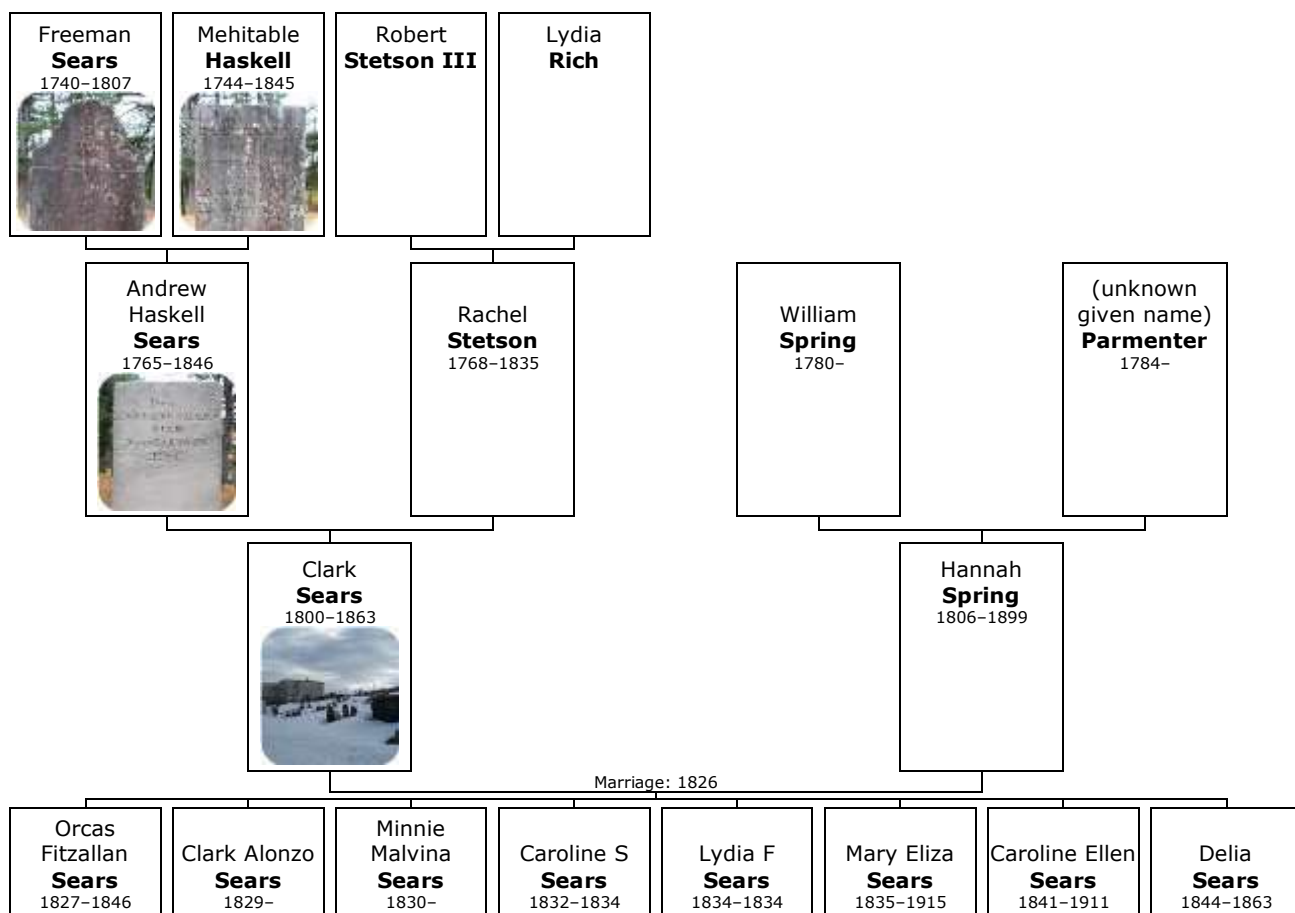 Freeman
Sears
1740–1807
Mehitable
Haskell
1744–1845
Robert
Stetson III
Lydia
Rich
Andrew
Haskell
Sears
1765–1846
Rachel
Stetson
1768–1835
William
Spring
1780–
(unknown
given name)
Parmenter
1784–
Clark
Sears
1800–1863
Hannah
Spring
1806–1899
Marriage: 1826
Orcas
Fitzallan
Sears
1827–1846
Clark Alonzo
Sears
1829–
Minnie
Malvina
Sears
1830–
Caroline S
Sears
1832–1834
Lydia F
Sears
1834–1834
Mary Eliza
Sears
1835–1915
Caroline Ellen
Sears
1841–1911
Delia
Sears
1844–1863